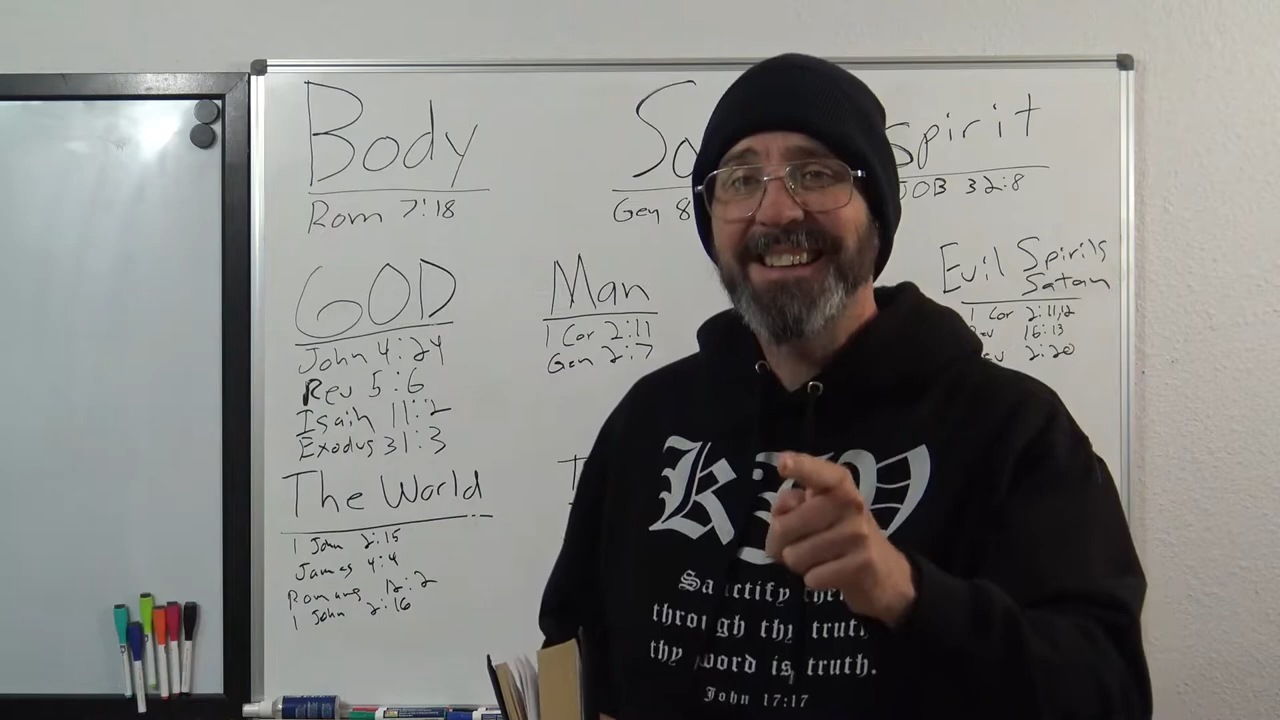 Body
Rom 7:18
So
Gen 8
Spirit
JOB 32:8
GOD
John 4:24
Rev 5:6
Isaih 11:2
Exodus 31:3
Man
1 Cor 2:11
Gen 2:7
Evil Spirits
Satan
1 Cor 2:11,12
16:13
2:20
The World
1 John 2:15
James 4:4
Romans 12:2
1 John 2:16
KJV
Sanctify them
through thy truth
thy word is truth.
John 17:17